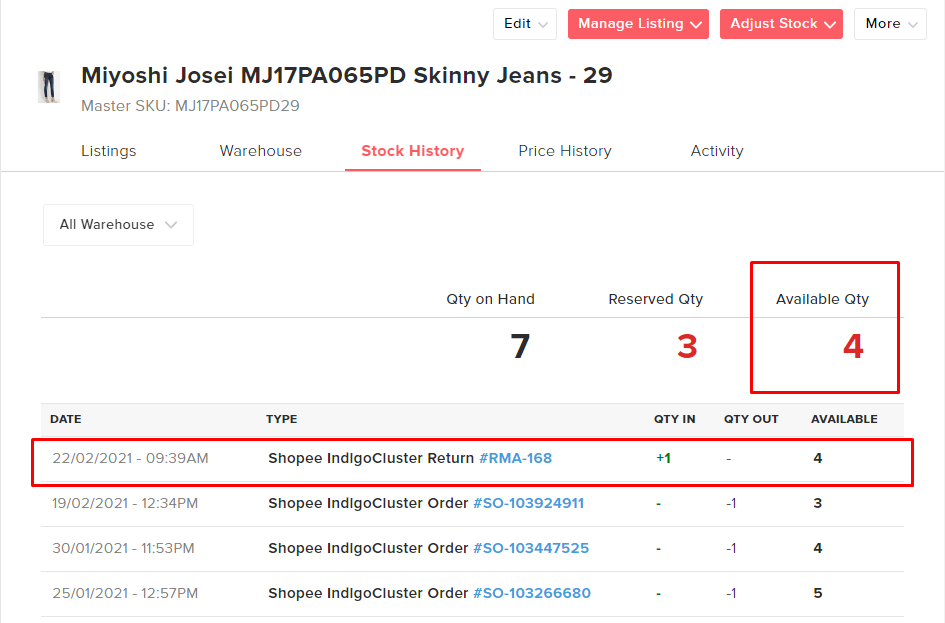 Edit
Manage Listing
Adjust Stock
More
Miyoshi Josei MJ17PA065PD Skinny Jeans - 29
Master SKU: MJ17PA065PD29
Listings Warehouse Stock History Price History Activity
All Warehouse
Qty on Hand Reserved Qty Available Qty
7 3 4
DATE TYPE QTY IN QTY OUT AVAILABLE
22/02/2021 - 09:39AM Shopee IndIgoCluster Return #RMA-168 +1 - 4
19/02/2021 - 12:34PM Shopee IndIgoCluster Order #SO-103924911 - -1 3
30/01/2021 - 11:53PM Shopee IndIgoCluster Order #SO-103447525 - -1 4
25/01/2021 - 12:57PM Shopee IndIgoCluster Order #SO-103266680 - -1 5